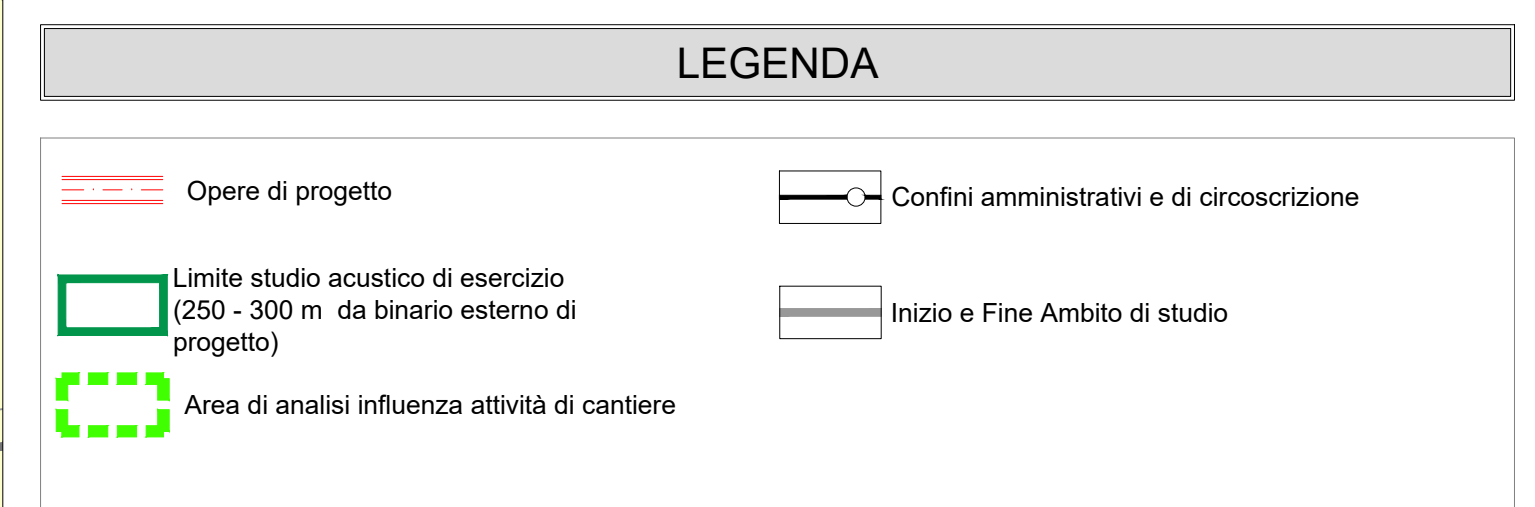 LEGENDA
Opere di progetto
Limite studio acustico di esercizio
(250 - 300 m da binario esterno di
progetto)
Area di analisi influenza attività di cantiere
Confini amministrativi e di circoscrizione
Inizio e Fine Ambito di studio